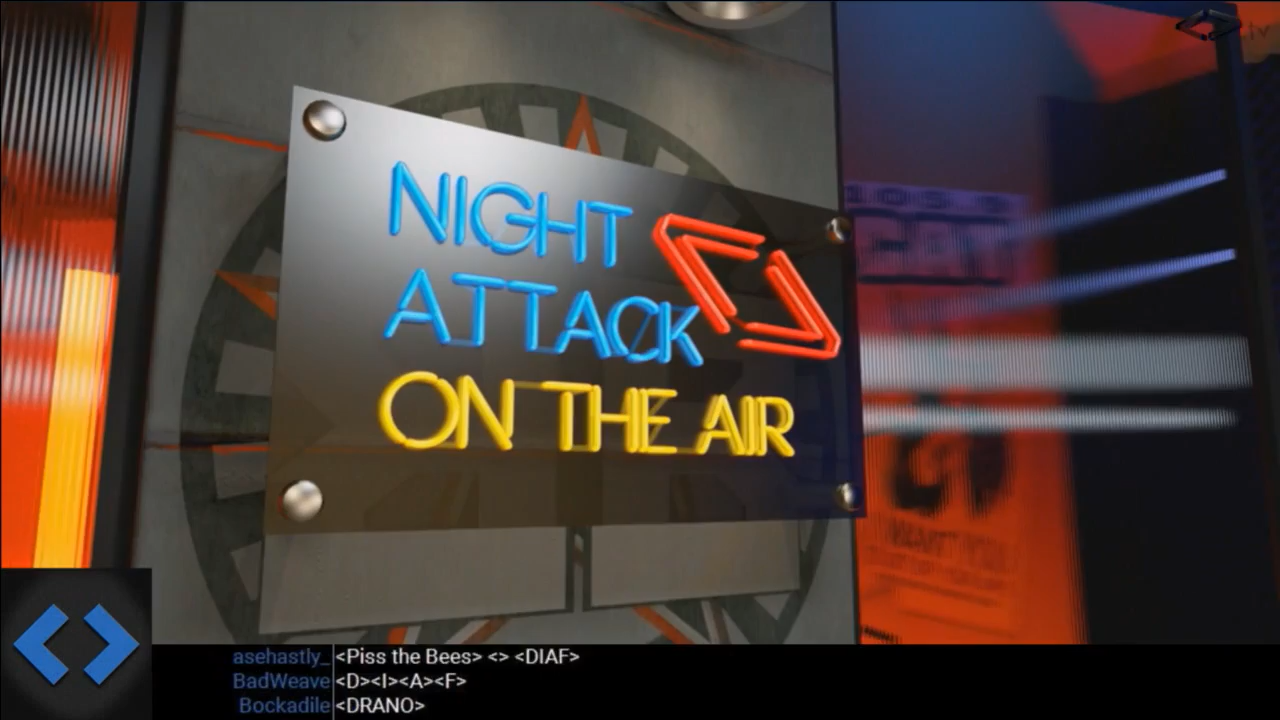 NIGHT
ATTACK
ON THE AIR
asehastly_ <Piss the Bees> <> <DIAF>
BadWeave <D><I><A><F>
Bockadile <DRANO>